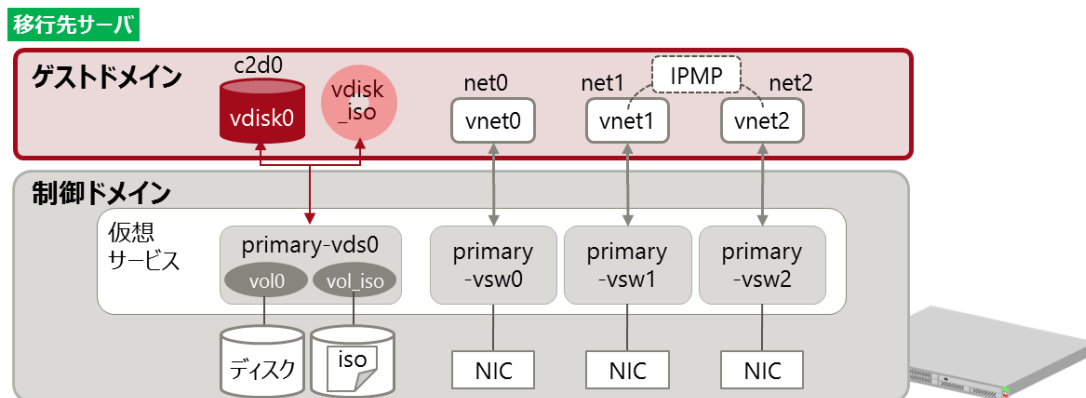 移行先サーバ
ゲストドメイン
c2d0
vdisk0
vdisk
_iso
net0
vnet0
net1
vnet1
IPMP
net2
vnet2
制御ドメイン
仮想
サービス
primary-vds0
vol0
vol_iso
primary
-vsw0
primary
-vsw1
primary
-vsw2
ディスク
iso
NIC
NIC
NIC